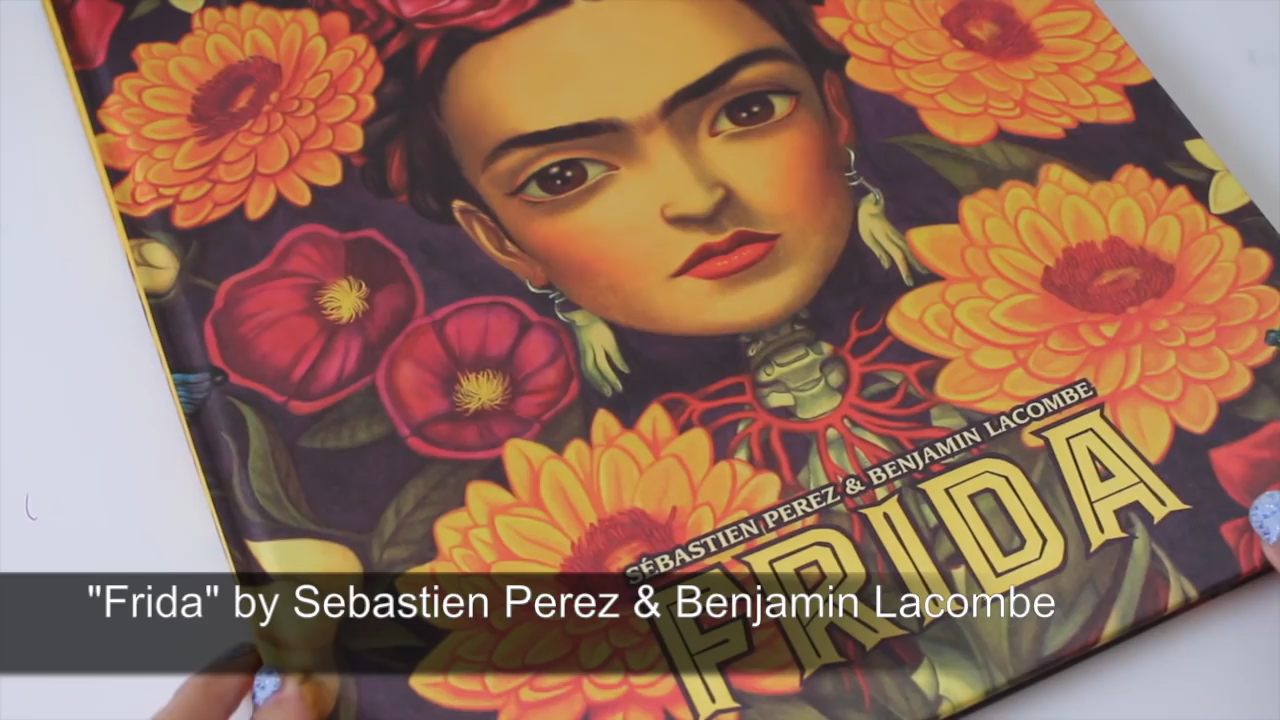 SÉBASTIEN PEREZ & BENJAMIN LACOMBE
FRIDA
"Frida" by Sebastien Perez & Benjamin Lacombe